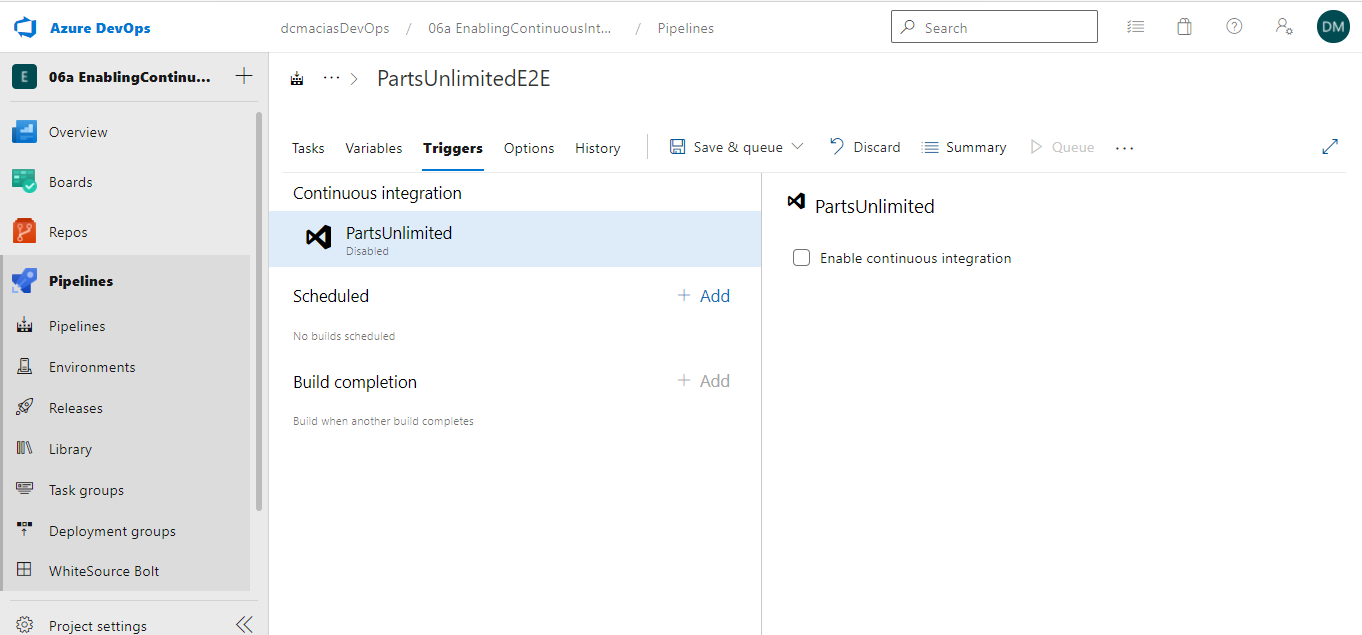 Azure DevOps
dcmaciasDevOps / 06a EnablingContinuousInt... / Pipelines
Search
DM
E 06a EnablingContinu...
Overview
Boards
Repos
Pipelines
Pipelines
Environments
Releases
Library
Task groups
Deployment groups
WhiteSource Bolt
Project settings
... > PartsUnlimitedE2E
Tasks Variables Triggers Options History Save & queue Discard Summary Queue ...
Continuous integration
PartsUnlimited
Disabled
Scheduled + Add
No builds scheduled
Build completion + Add
Build when another build completes
PartsUnlimited
Enable continuous integration